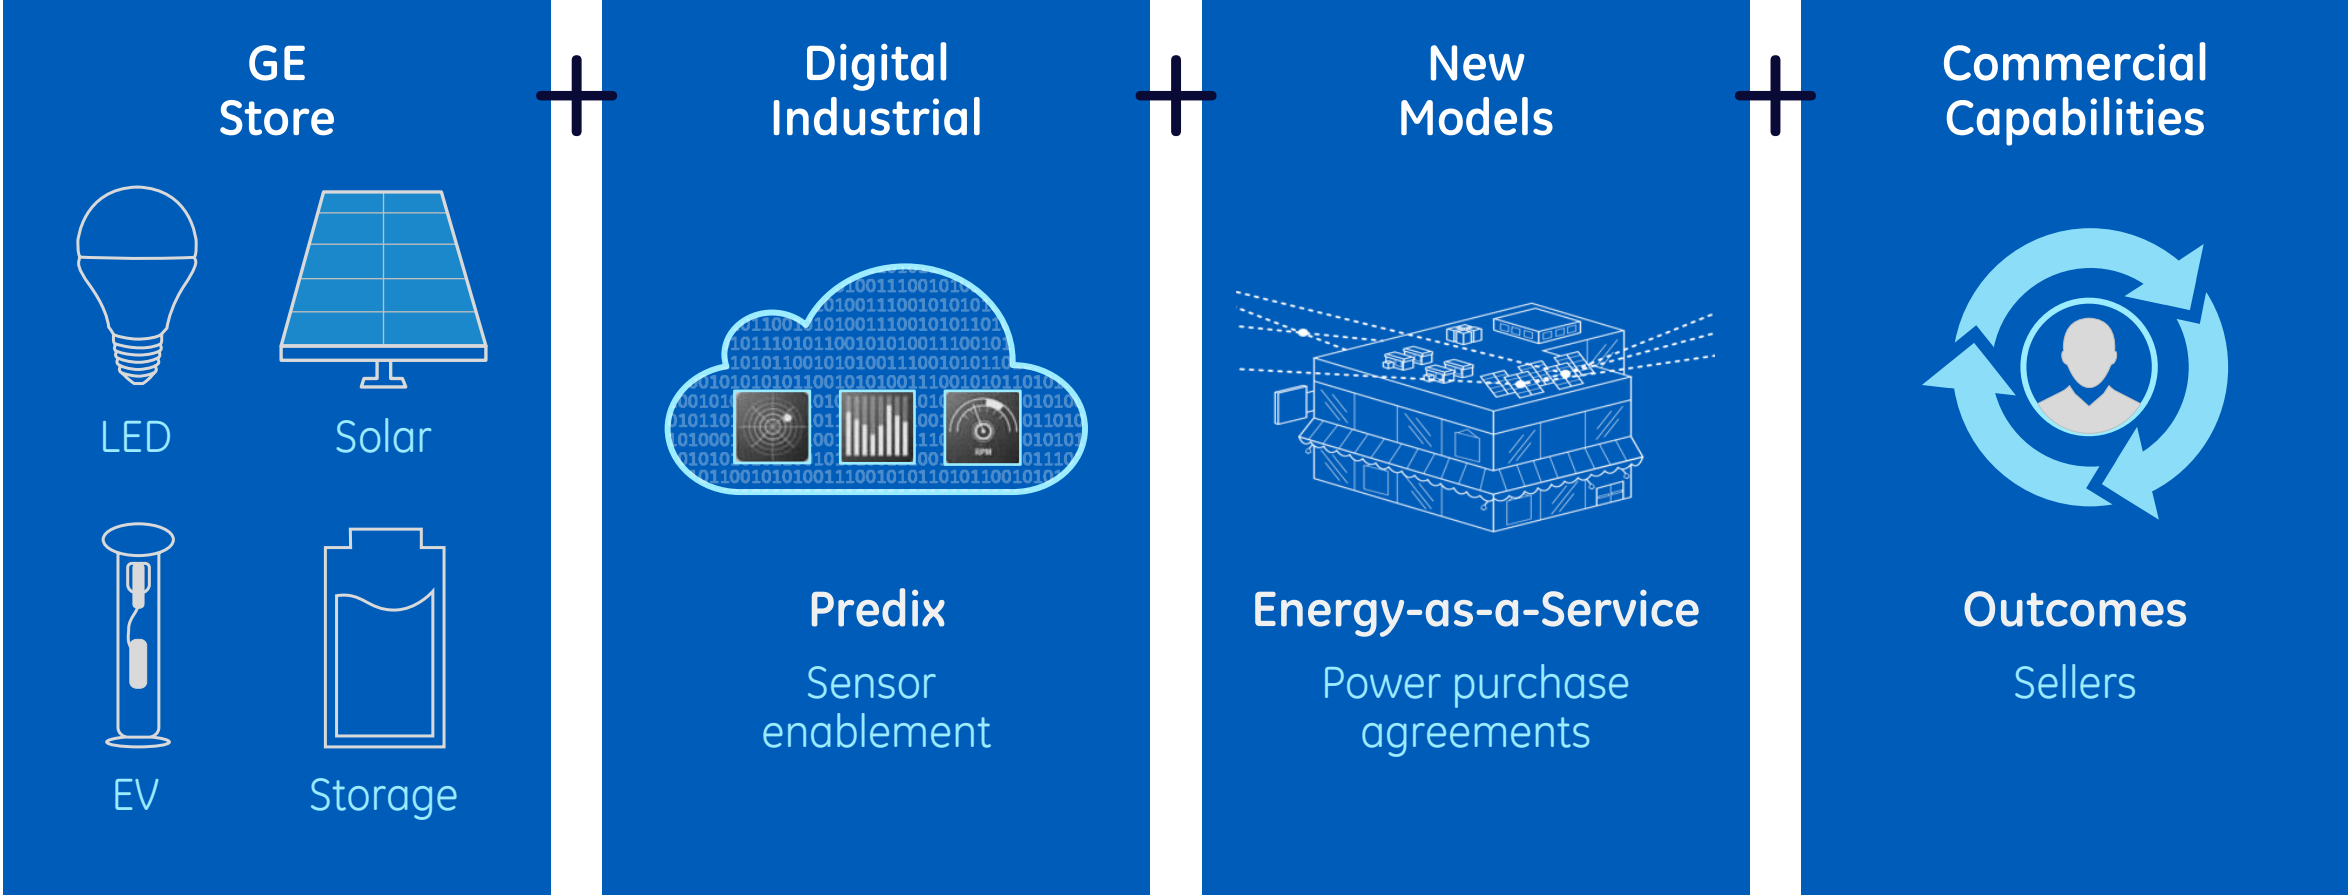 GE
Store
LED
Solar
EV
Storage
Digital
Industrial
RPM
Predix
Sensor
enablement
New
Models
Energy-as-a-Service
Power purchase
agreements
Commercial
Capabilities
Outcomes
Sellers